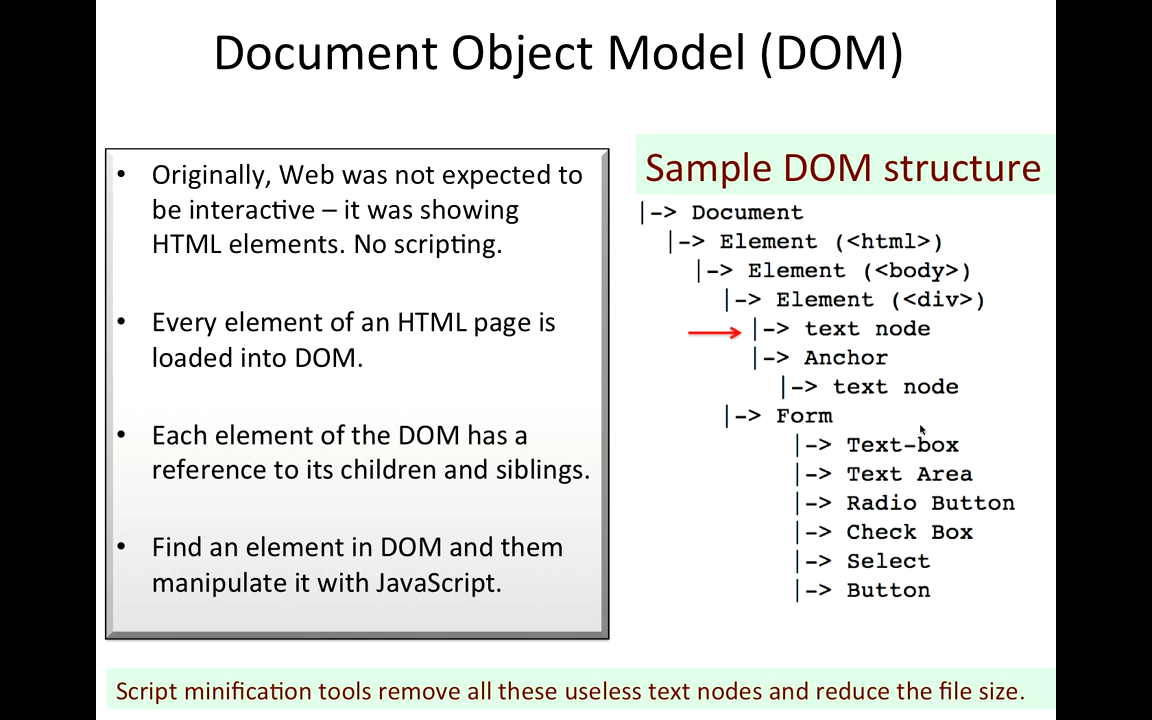 Document Object Model (DOM)
• Originally, Web was not expected to
be interactive – it was showing
HTML elements. No scripting.
• Every element of an HTML page is
loaded into DOM.
• Each element of the DOM has a
reference to its children and siblings.
• Find an element in DOM and them
manipulate it with JavaScript.
Sample DOM structure
|-> Document
|-> Element (<html>)
|-> Element (<body>)
|-> Element (<div>)
|-> text node
|-> Anchor
|-> text node
|-> Form
|-> Text-box
|-> Text Area
|-> Radio Button
|-> Check Box
|-> Select
|-> Button
Script minification tools remove all these useless text nodes and reduce the file size.